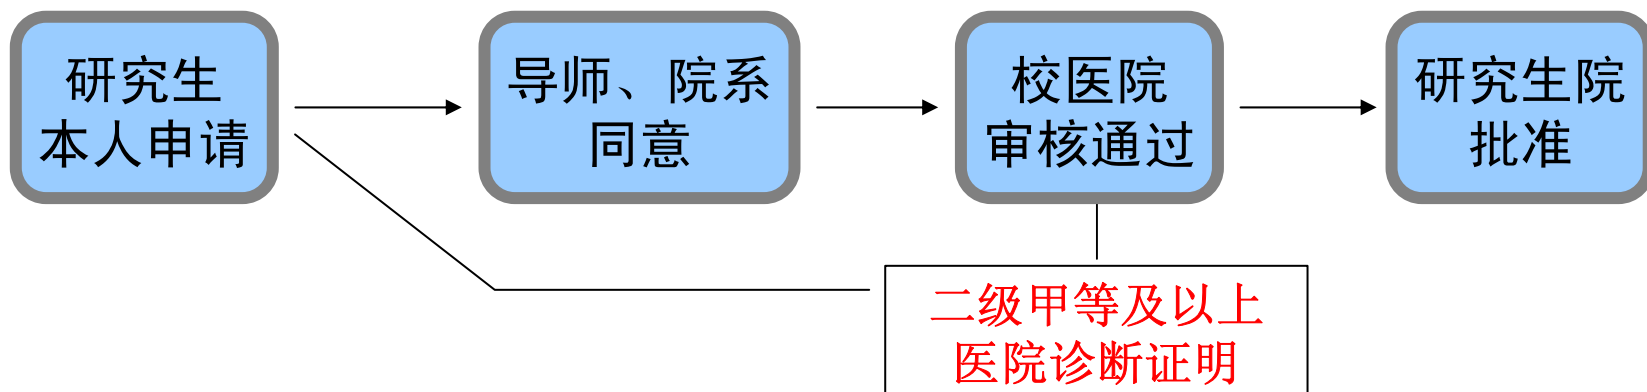 研究生
本人申请
导师、院系
同意
校医院
审核通过
研究生院
批准
二级甲等及以上
医院诊断证明